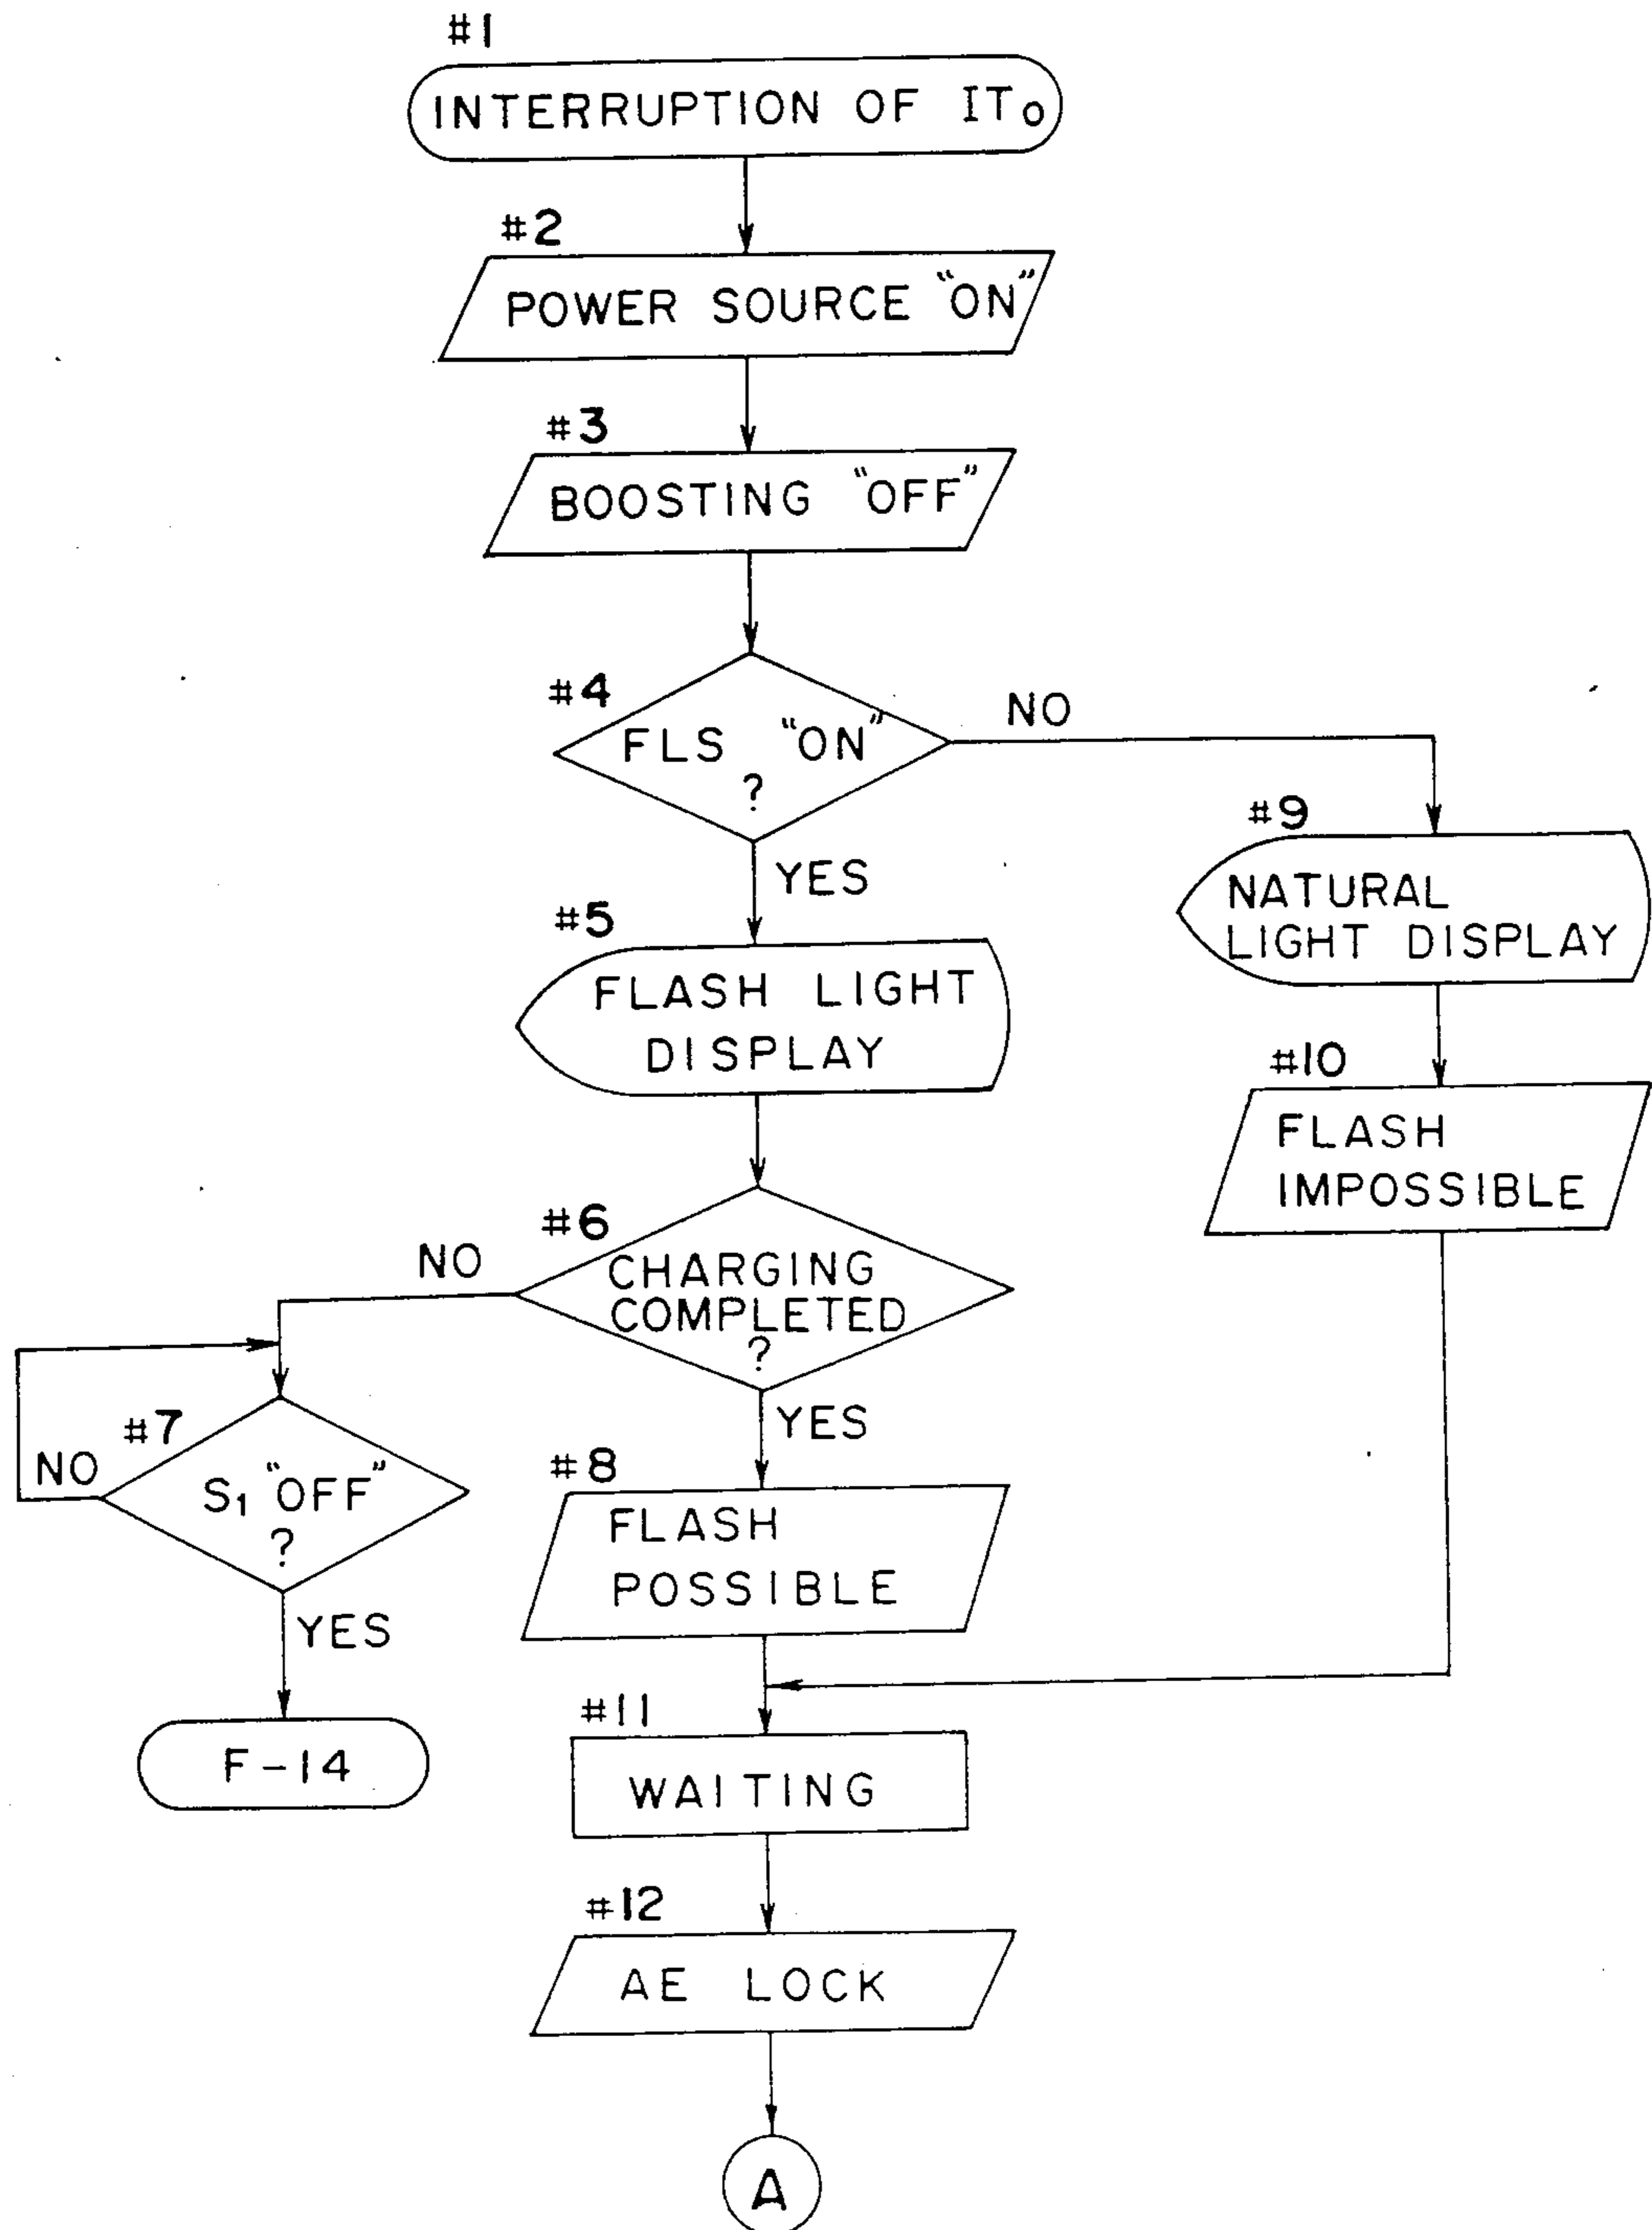 #1
INTERRUPTION OF IT₀
#2
POWER SOURCE "ON"
#3
BOOSTING "OFF"
#4
FLS "ON"
?
NO
YES
#9
NATURAL
LIGHT DISPLAY
#5
FLASH LIGHT
DISPLAY
#10
FLASH
IMPOSSIBLE
#6
CHARGING
COMPLETED
?
NO
YES
#7
S₁ "OFF"
?
NO
YES
F-14
#8
FLASH
POSSIBLE
#11
WAITING
#12
AE LOCK
A